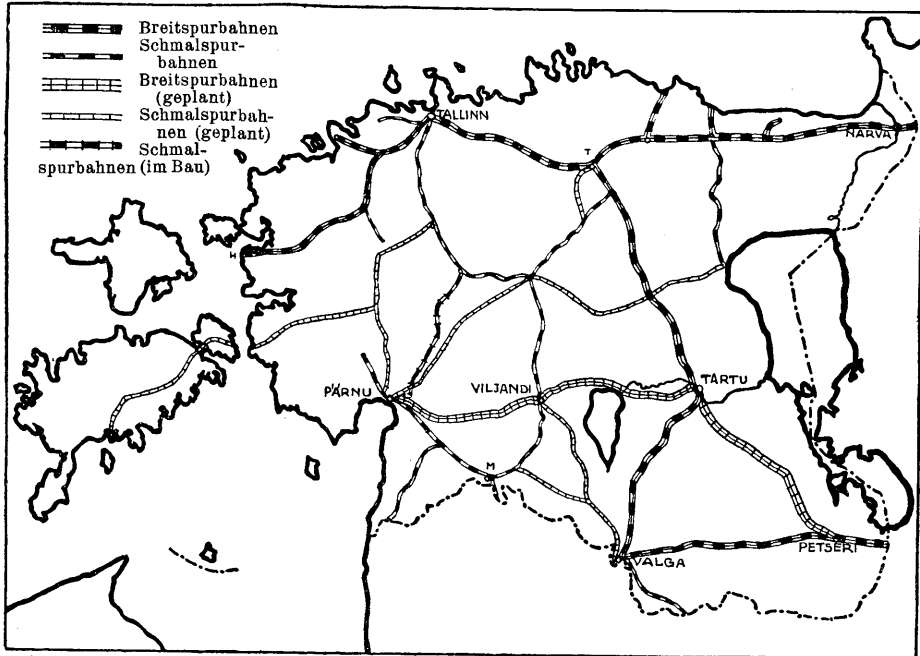 Breitspurbahnen
Schmalspur-
bahnen
Breitspurbahnen
(geplant)
Schmalspurbah-
nen (geplant)
Schmal-
spurbahnen (im Bau)
TALLINN
T
NARVA
H
PÄRNU
VILJANDI
TARTU
M
VALGA
PETSERI